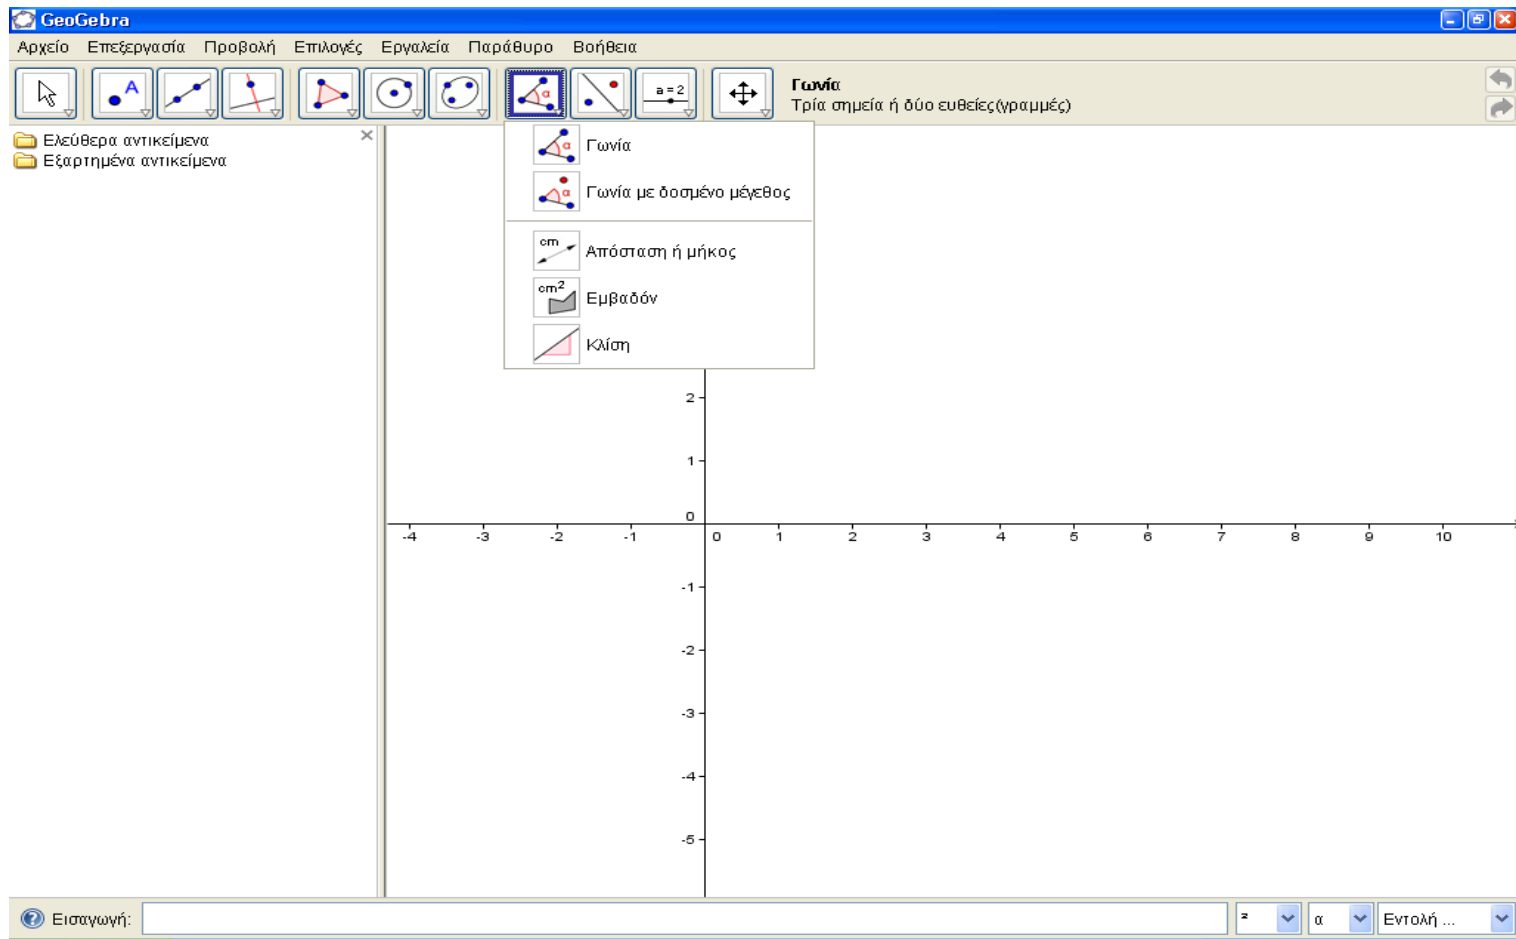 GeoGebra
Αρχείο Επεξεργασία Προβολή Επιλογές Εργαλεία Παράθυρο Βοήθεια
A
α
a = 2
Γωνία
Τρία σημεία ή δύο ευθείες(γραμμές)
Ελεύθερα αντικείμενα
Εξαρτημένα αντικείμενα
α Γωνία
α Γωνία με δοσμένο μέγεθος
cm Απόσταση ή μήκος
cm² Εμβαδόν
Κλίση
2
1
0
-4 -3 -2 -1 0 1 2 3 4 5 6 7 8 9 10
-1
-2
-3
-4
-5
Εισαγωγή: ² α Εντολή ...